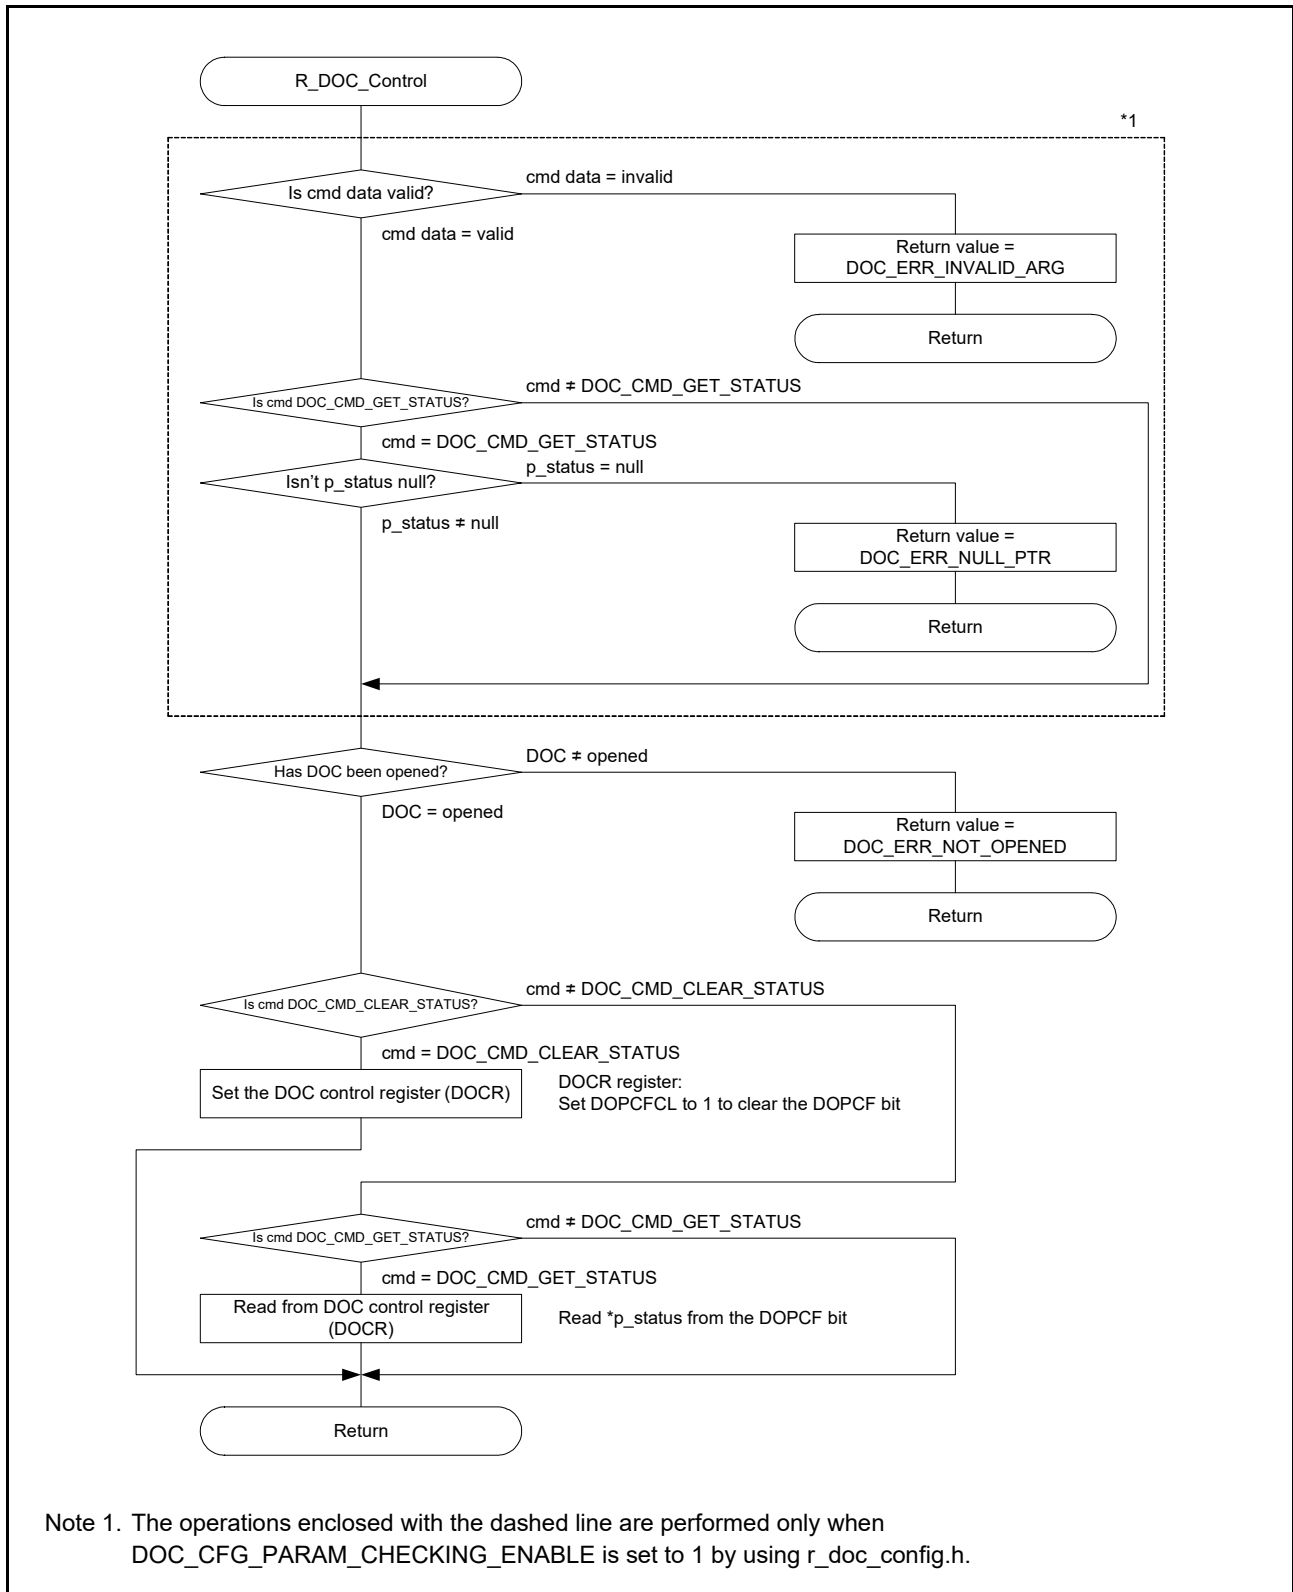 R_DOC_Control
*1
Is cmd data valid?
cmd data = invalid
cmd data = valid
Return value =
DOC_ERR_INVALID_ARG
Return
Is cmd DOC_CMD_GET_STATUS?
cmd ≠ DOC_CMD_GET_STATUS
cmd = DOC_CMD_GET_STATUS
Isn't p_status null?
p_status = null
p_status ≠ null
Return value =
DOC_ERR_NULL_PTR
Return
Has DOC been opened?
DOC ≠ opened
DOC = opened
Return value =
DOC_ERR_NOT_OPENED
Return
Is cmd DOC_CMD_CLEAR_STATUS?
cmd ≠ DOC_CMD_CLEAR_STATUS
cmd = DOC_CMD_CLEAR_STATUS
Set the DOC control register (DOCR)
DOCR register:
Set DOPCFCL to 1 to clear the DOPCF bit
Is cmd DOC_CMD_GET_STATUS?
cmd ≠ DOC_CMD_GET_STATUS
cmd = DOC_CMD_GET_STATUS
Read from DOC control register
(DOCR)
Read *p_status from the DOPCF bit
Return
Note 1. The operations enclosed with the dashed line are performed only when
DOC_CFG_PARAM_CHECKING_ENABLE is set to 1 by using r_doc_config.h.